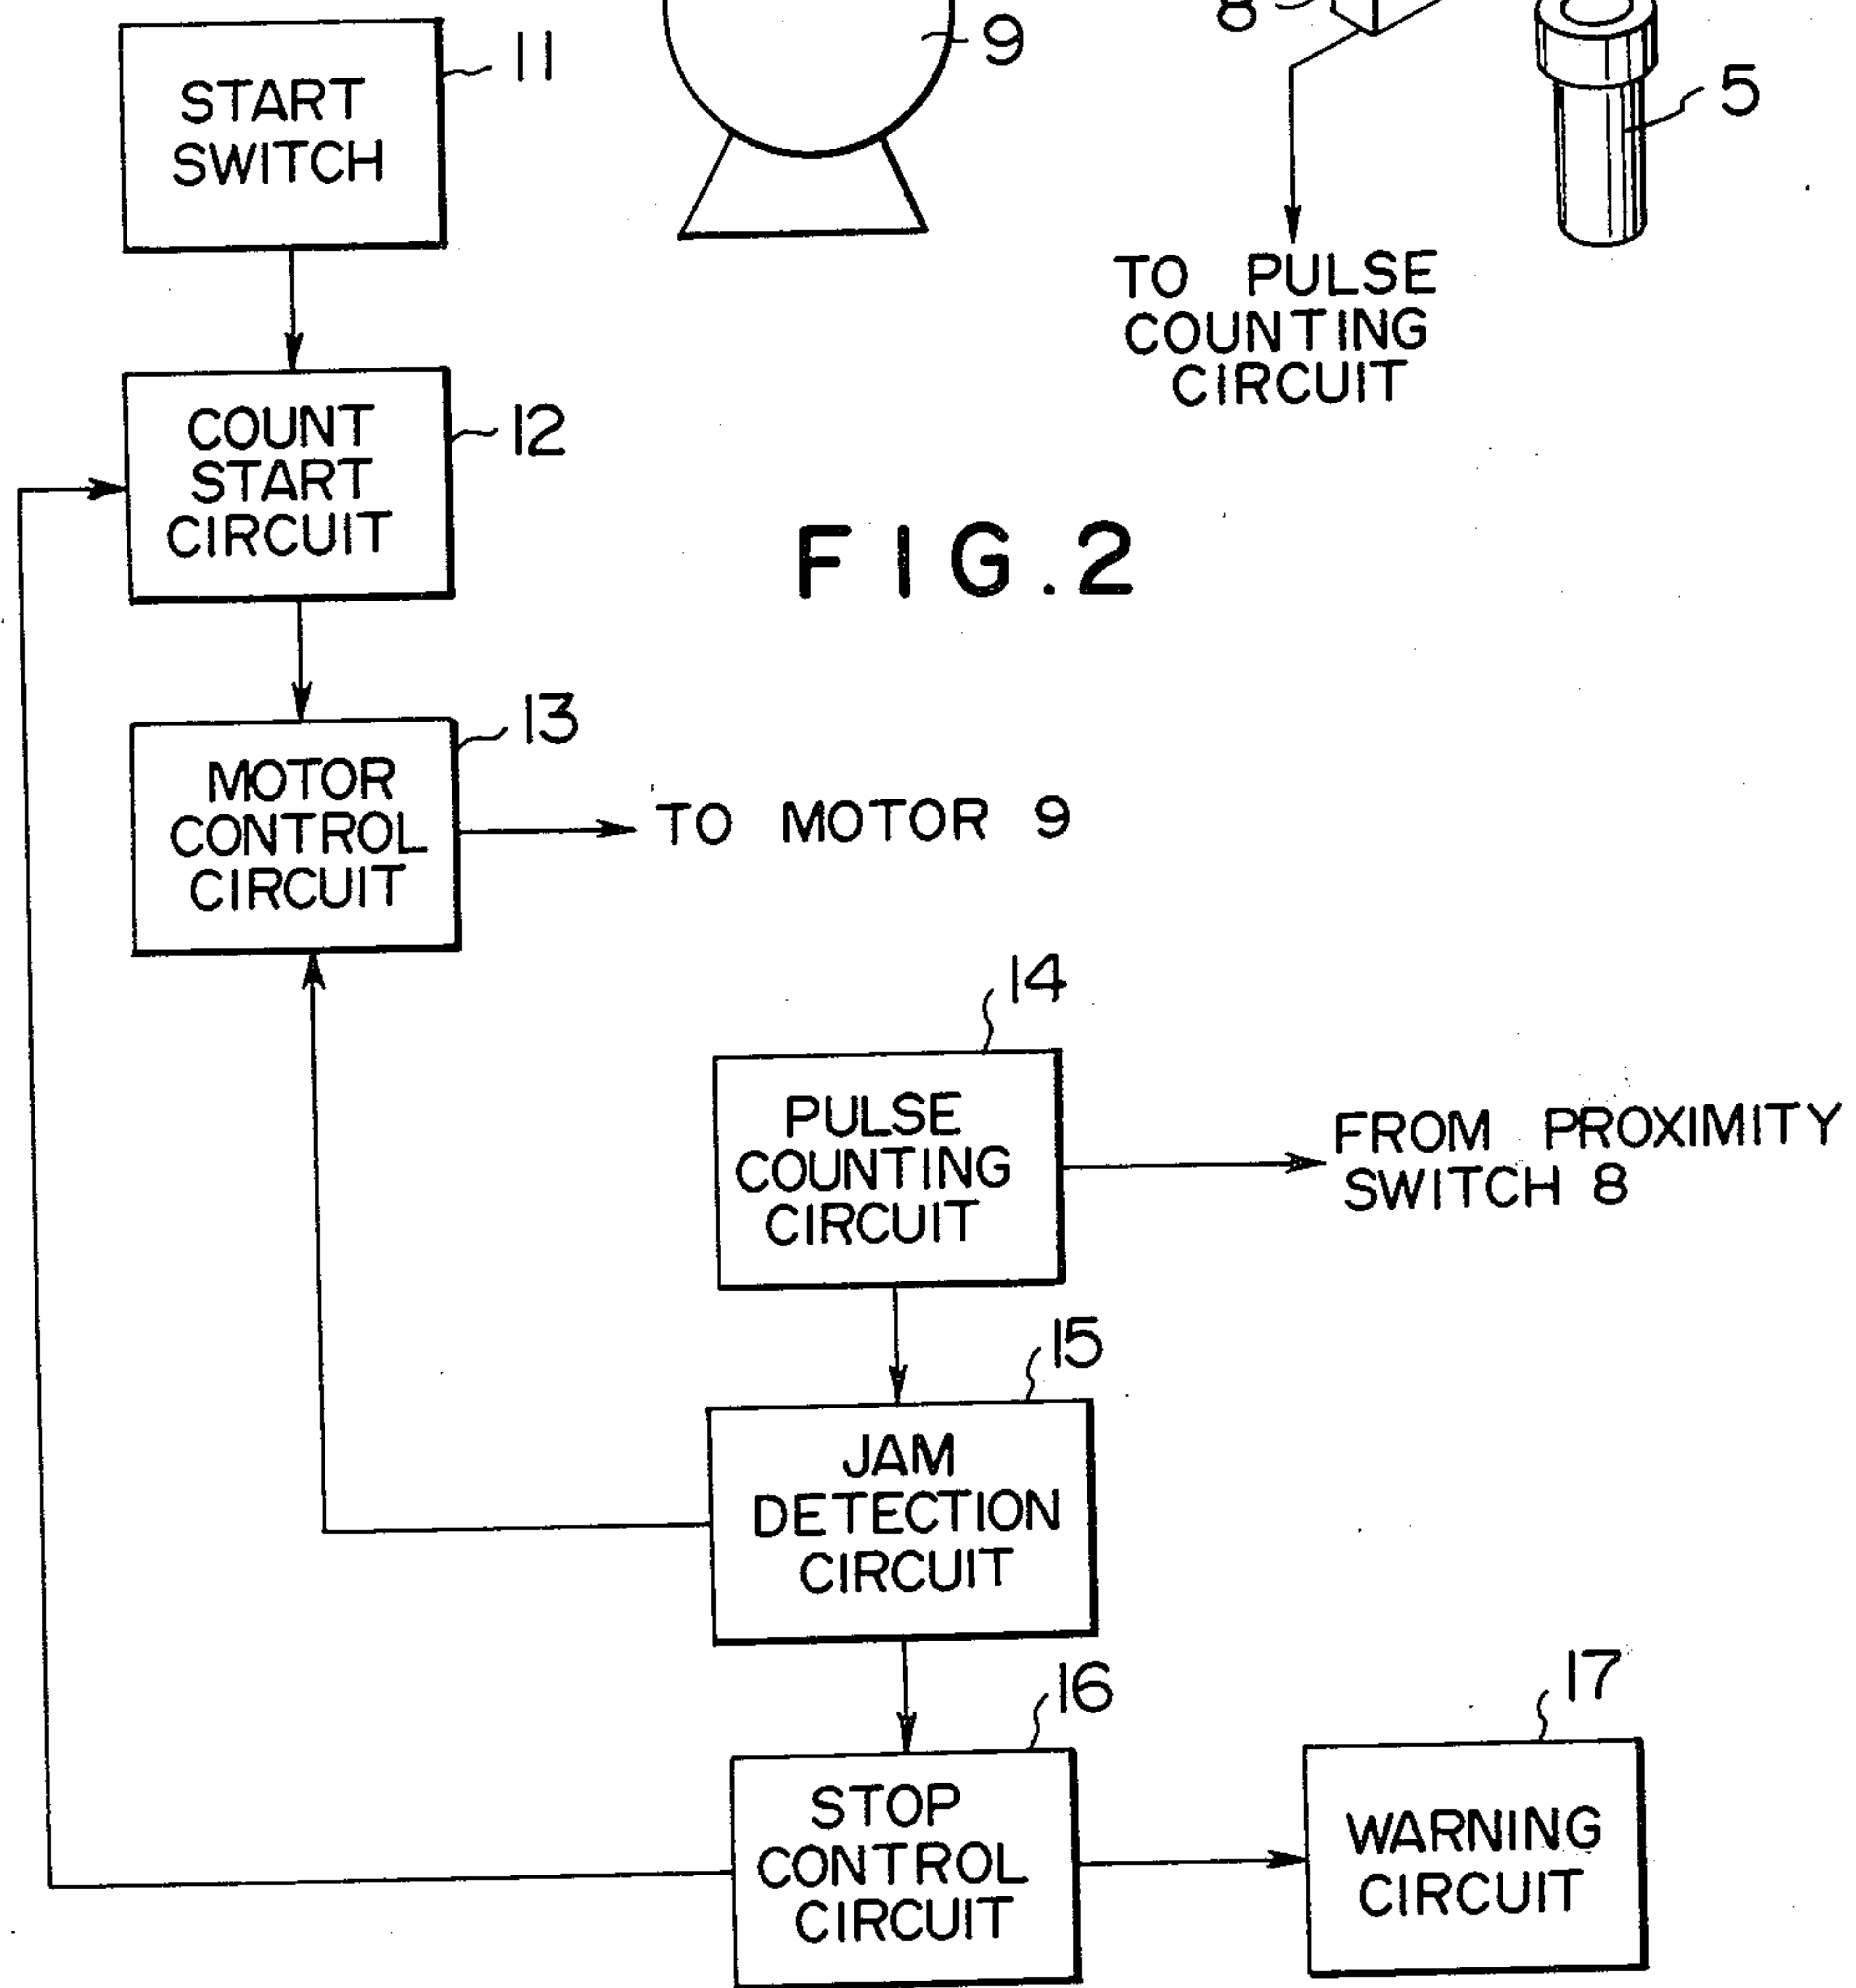 START
SWITCH
11
9
8
5
TO PULSE
COUNTING
CIRCUIT
COUNT
START
CIRCUIT
12
FIG.2
MOTOR
CONTROL
CIRCUIT
13
TO MOTOR 9
14
PULSE
COUNTING
CIRCUIT
FROM PROXIMITY
SWITCH 8
15
JAM
DETECTION
CIRCUIT
16
STOP
CONTROL
CIRCUIT
17
WARNING
CIRCUIT